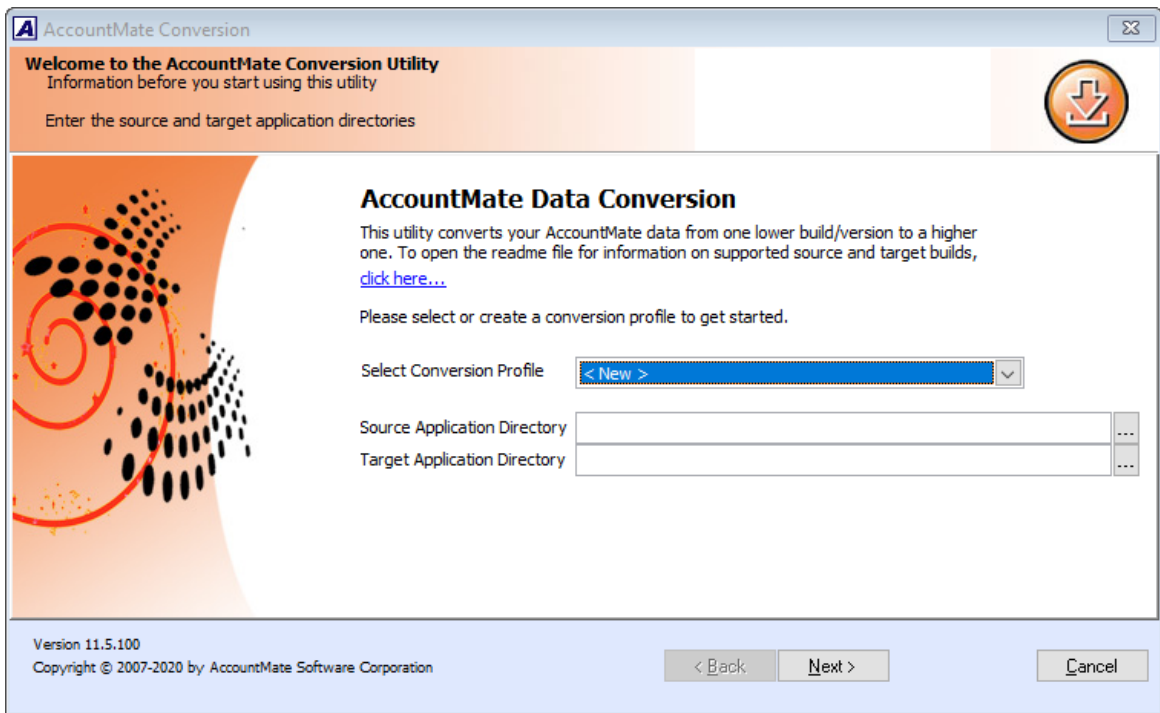 A AccountMate Conversion
Welcome to the AccountMate Conversion Utility
Information before you start using this utility
Enter the source and target application directories
AccountMate Data Conversion
This utility converts your AccountMate data from one lower build/version to a higher
one. To open the readme file for information on supported source and target builds,
click here...
Please select or create a conversion profile to get started.
Select Conversion Profile < New >
Source Application Directory ...
Target Application Directory ...
Version 11.5.100
Copyright © 2007-2020 by AccountMate Software Corporation
< Back Next > Cancel